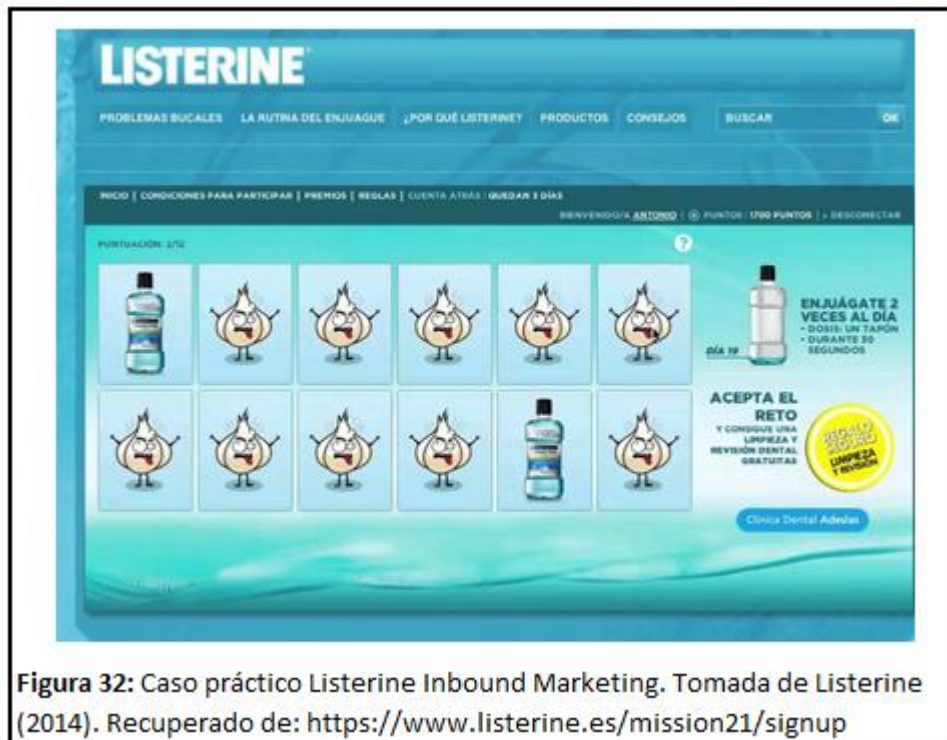 LISTERINE
PROBLEMAS BUCALES LA RUTINA DEL ENJUAGUE ¿POR QUÉ LISTERINE? PRODUCTOS CONSEJOS BUSCAR OK
INICIO | CONDICIONES PARA PARTICIPAR | PREMIOS | REGLAS | CUENTA ATRÁS : QUEDAN 3 DÍAS
BIENVENIDO/A ANTONIO | PUNTOS : 1700 PUNTOS | > DESCONECTAR
PUNTUACIÓN: 2/12
?
ENJUÁGATE 2
VECES AL DÍA
- DOSIS: UN TAPÓN
- DURANTE 30
SEGUNDOS
DÍA 19
ACEPTA EL
RETO
Y CONSIGUE UNA
LIMPIEZA Y
REVISIÓN DENTAL
GRATUITAS
REGALO
SEGURO
LIMPIEZA
Y REVISIÓN
Clínica Dental Adeslas
Figura 32: Caso práctico Listerine Inbound Marketing. Tomada de Listerine
(2014). Recuperado de: https://www.listerine.es/mission21/signup